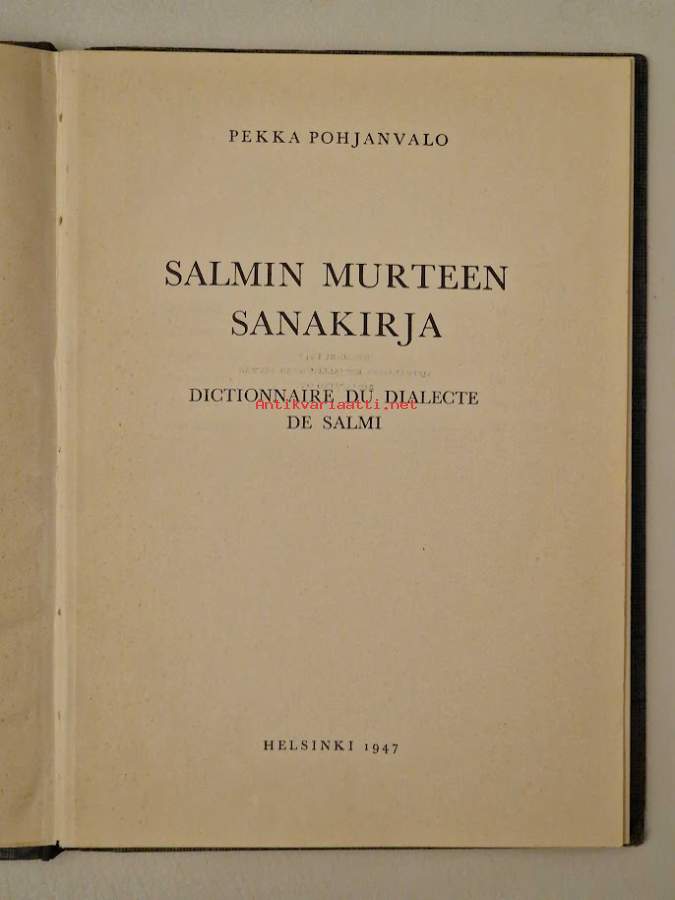 PEKKA POHJANVALO
SALMIN MURTEEN
SANAKIRJA
DICTIONNAIRE DU DIALECTE
Antikvariaatti.net
DE SALMI
HELSINKI 1947